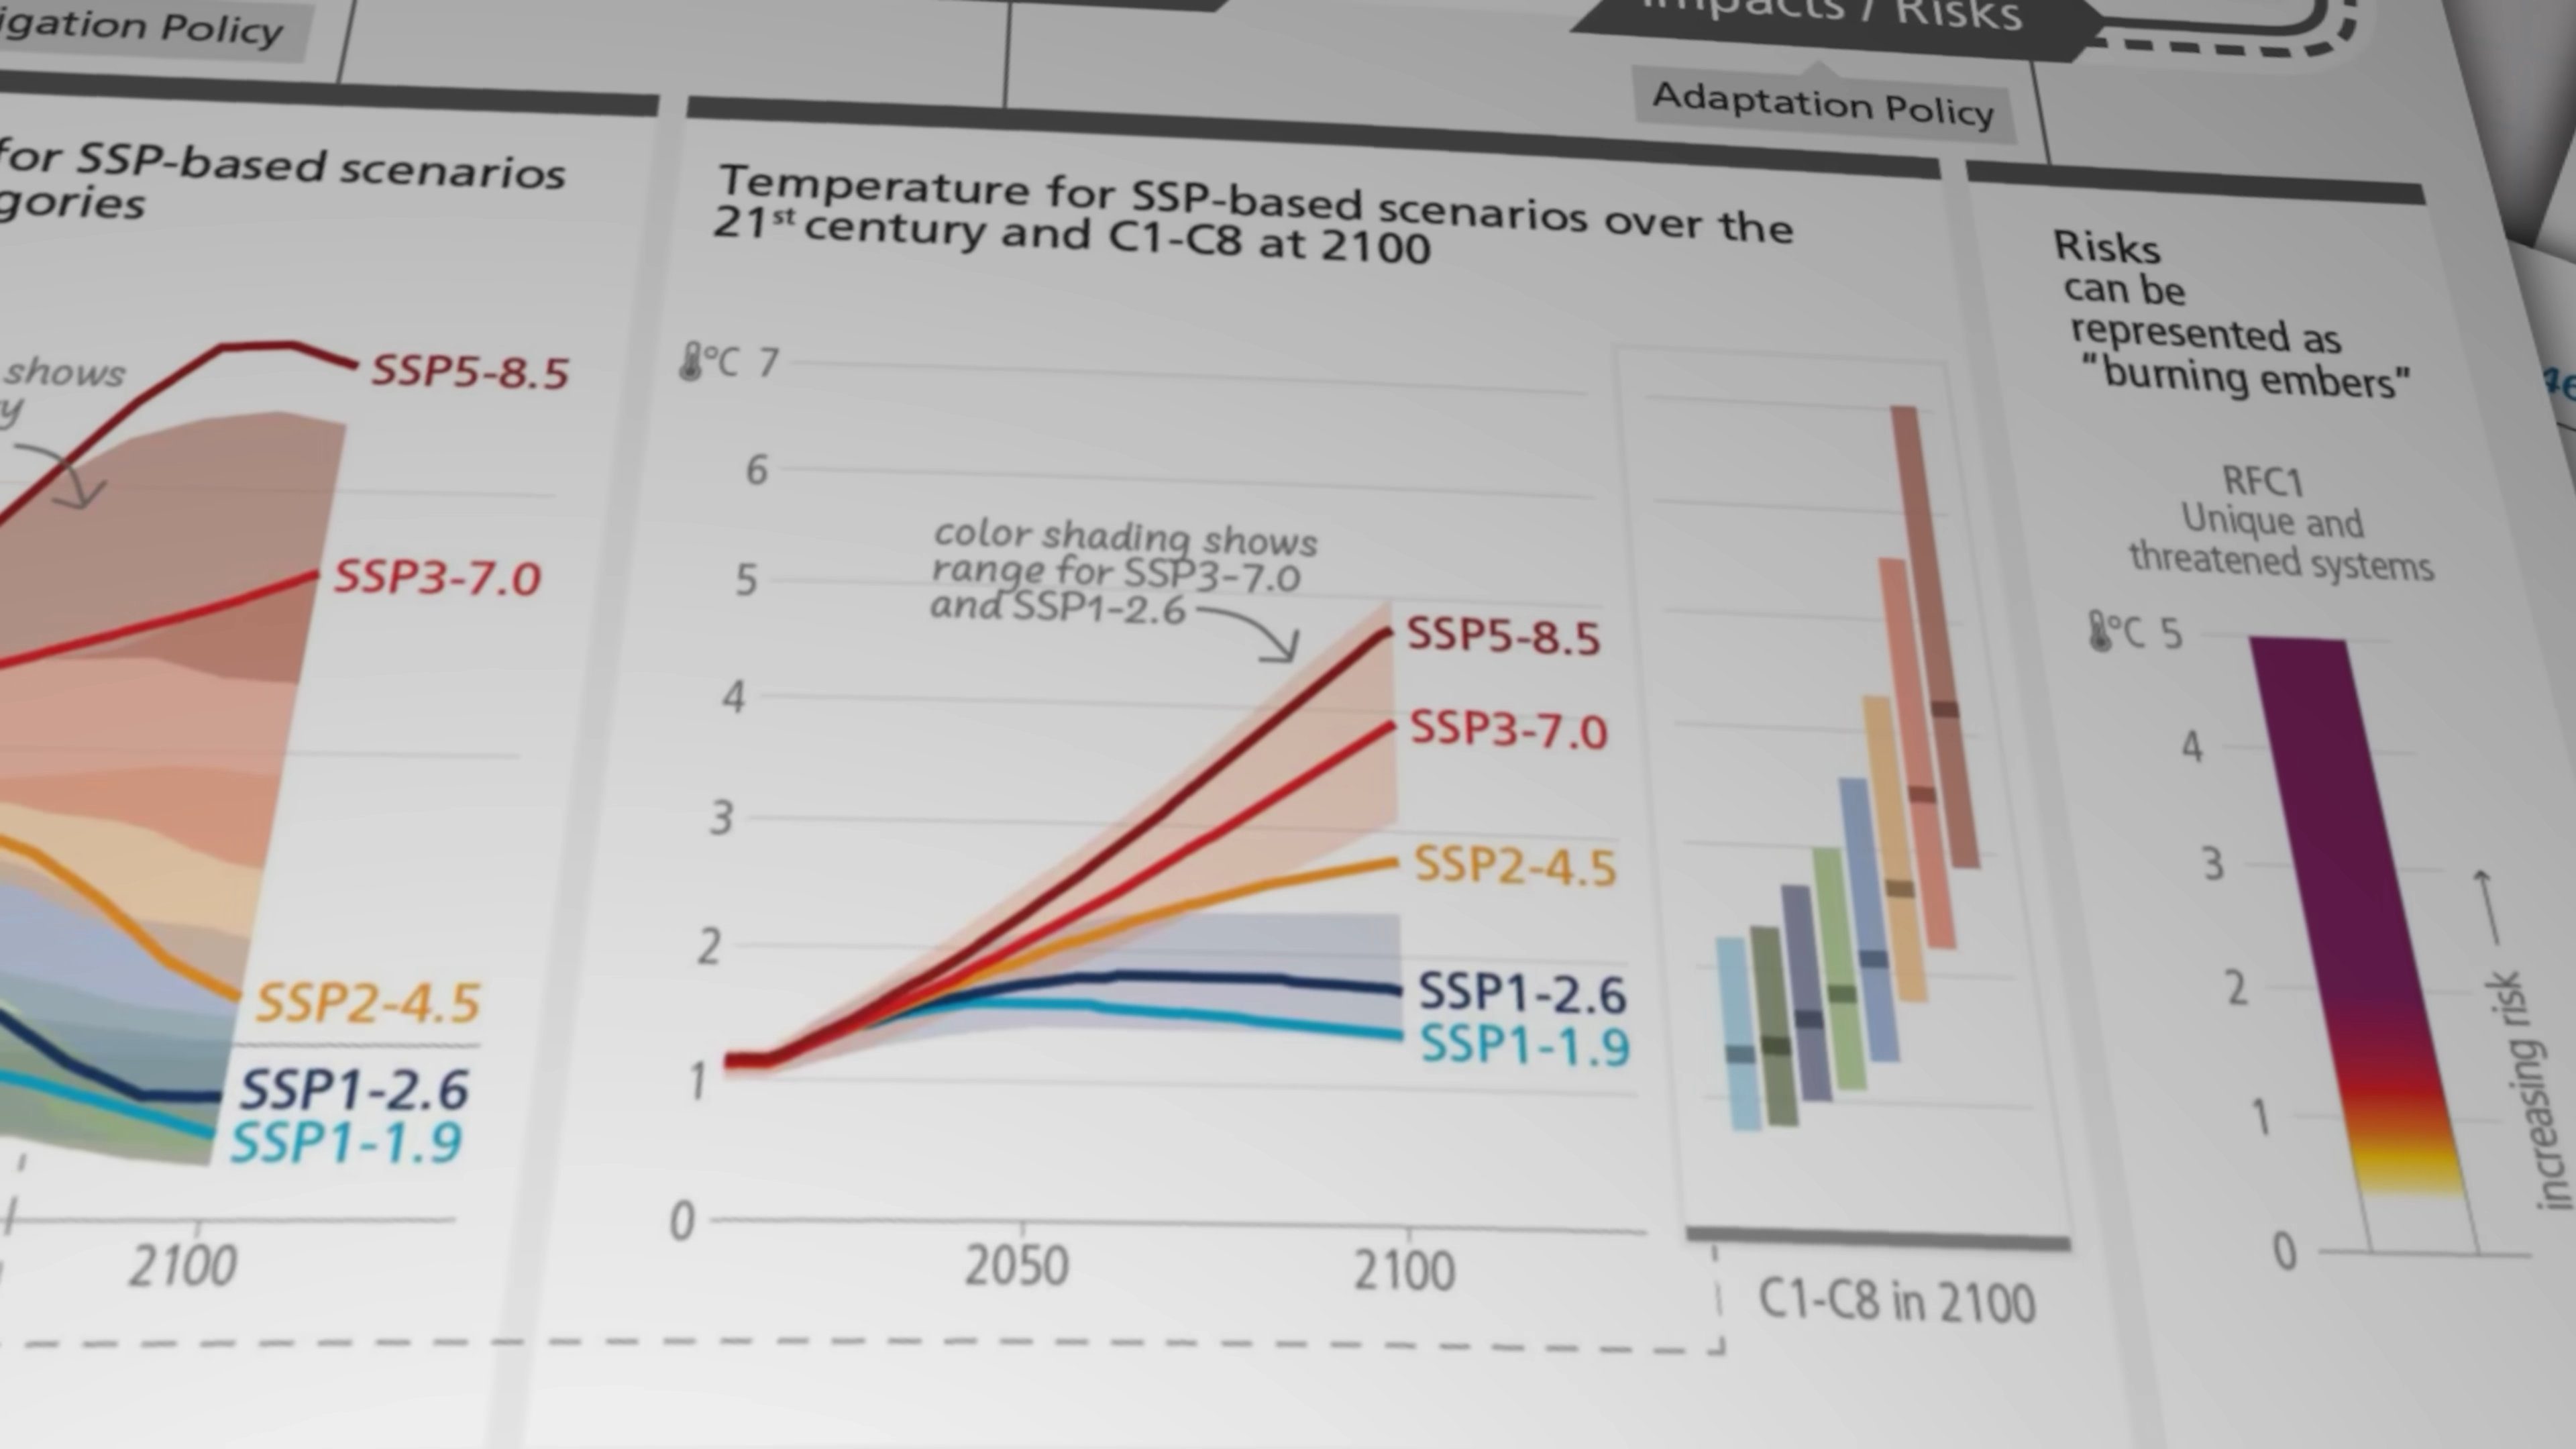 Policy
Impacts / Risks
Adaptation Policy
for SSP-based scenarios
shows
SSP5-8.5
SSP3-7.0
SSP2-4.5
SSP1-2.6
SSP1-1.9
2100
Temperature for SSP-based scenarios over the
21st century and C1-C8 at 2100
°C 7
6
5
4
3
2
1
0
color shading shows
range for SSP3-7.0
and SSP1-2.6
SSP5-8.5
SSP3-7.0
SSP2-4.5
SSP1-2.6
SSP1-1.9
2050
2100
C1-C8 in 2100
Risks
can be
represented as
"burning embers"
RFC1
Unique and
threatened systems
°C 5
4
3
2
1
0
increasing risk